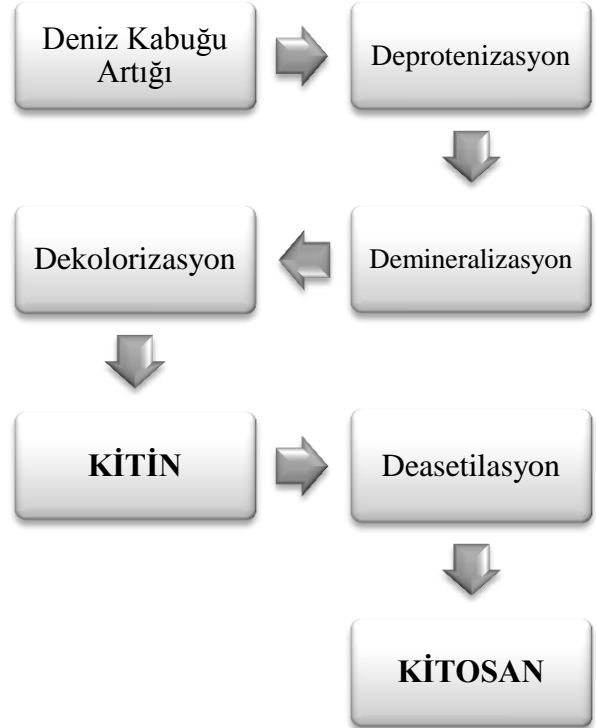 Deniz Kabuğu
Artığı
Deprotenizasyon
Demineralizasyon
Dekolorizasyon
KİTİN
Deasetilasyon
KİTOSAN